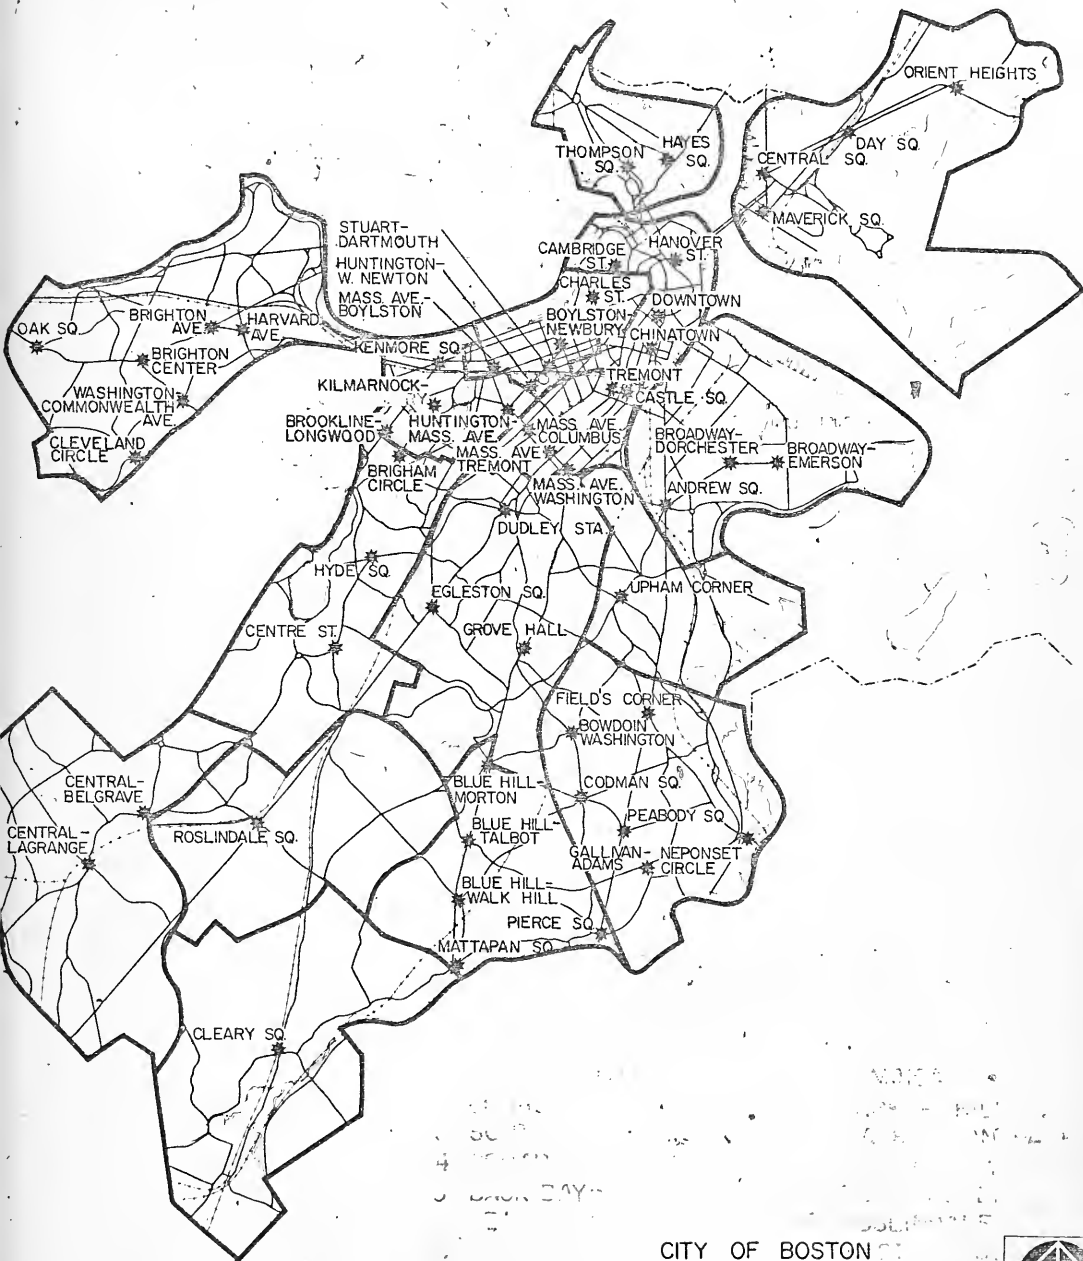 ORIENT HEIGHTS
DAY SQ.
CENTRAL SQ.
MAVERICK SQ.
HAYES
SQ.
THOMPSON
SQ.
STUART-
DARTMOUTH
HUNTINGTON-
W. NEWTON
MASS. AVE.-
BOYLSTON
CAMBRIDGE
ST.
HANOVER
ST.
CHARLES
ST.
DOWNTOWN
BOYLSTON-
NEWBURY
CHINATOWN
OAK SQ.
BRIGHTON
AVE.
HARVARD
AVE.
BRIGHTON
CENTER
WASHINGTON
COMMONWEALTH
AVE.
CLEVELAND
CIRCLE
KENMORE SQ.
KILMARNOCK-
TREMONT
CASTLE SQ.
BROOKLINE-
LONGWOOD
HUNTINGTON-
MASS. AVE.
MASS. AVE.
COLUMBUS
MASS. AVE
TREMONT
BROADWAY-
DORCHESTER
BROADWAY-
EMERSON
BRIGHAM
CIRCLE
MASS. AVE.
WASHINGTON
ANDREW SQ.
DUDLEY STA.
HYDE SQ.
EGLESTON SQ.
UPHAM CORNER
CENTRE ST.
GROVE HALL
FIELD'S CORNER
BOWDOIN
WASHINGTON
BLUE HILL-
MORTON
CODMAN SQ.
CENTRAL-
BELGRAVE
CENTRAL-
LAGRANGE
ROSLINDALE SQ.
BLUE HILL-
TALBOT
PEABODY SQ.
GALLIVAN-
ADAMS
NEPONSET
CIRCLE
BLUE HILL-
WALK HILL
PIERCE SQ.
MATTAPAN SQ.
CLEARY SQ.
CITY OF BOSTON